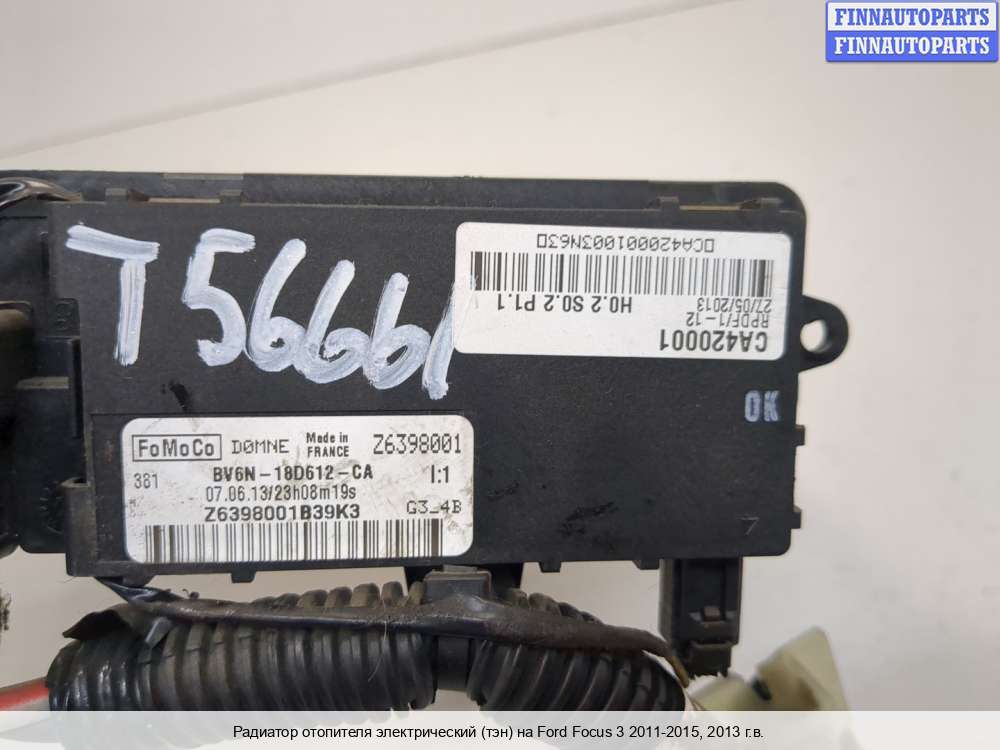 FINNAUTOPARTS
FINNAUTOPARTS
T56661
CA420001
RPDF/1-12
27/05/2013
H0.2 S0.2 P1.1
CA4200001003N63
OK
FoMoCo DOMNE Made in FRANCE Z6398001
381 BV6N-18D612-CA I:1
07.06.13/23h08m19s
Z6398001B39K3 G3_4B
Радиатор отопителя электрический (тэн) на Ford Focus 3 2011-2015, 2013 г.в.